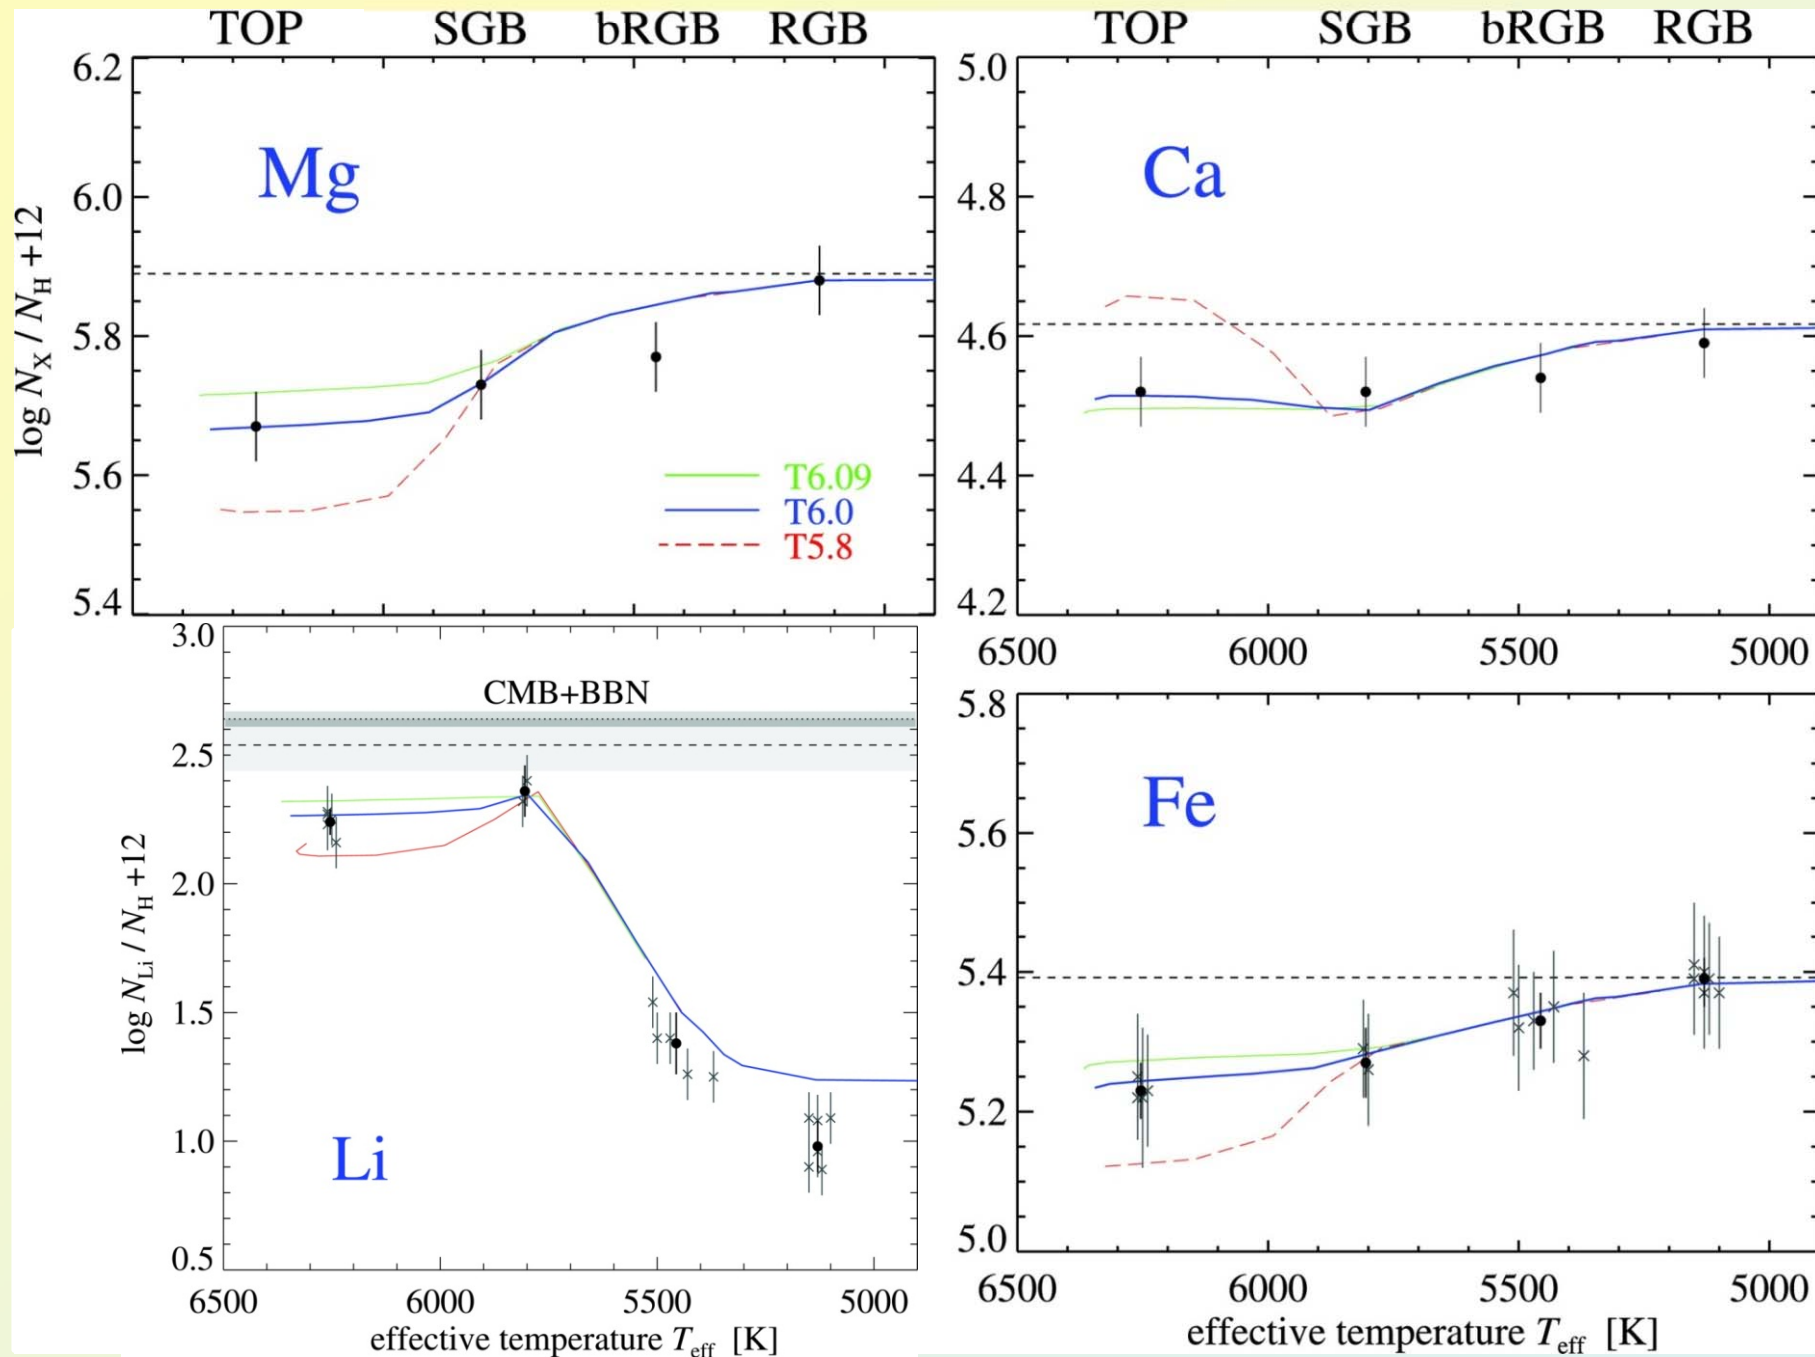 TOP SGB bRGB RGB
6.2
6.0
5.8
5.6
5.4
log N_X / N_H +12
Mg
T6.09
T6.0
T5.8
TOP SGB bRGB RGB
5.0
4.8
4.6
4.4
4.2
Ca
6500 6000 5500 5000
3.0
2.5
2.0
1.5
1.0
0.5
log N_Li / N_H +12
CMB+BBN
Li
6500 6000 5500 5000
effective temperature T_eff [K]
5.8
5.6
5.4
5.2
5.0
Fe
6500 6000 5500 5000
effective temperature T_eff [K]